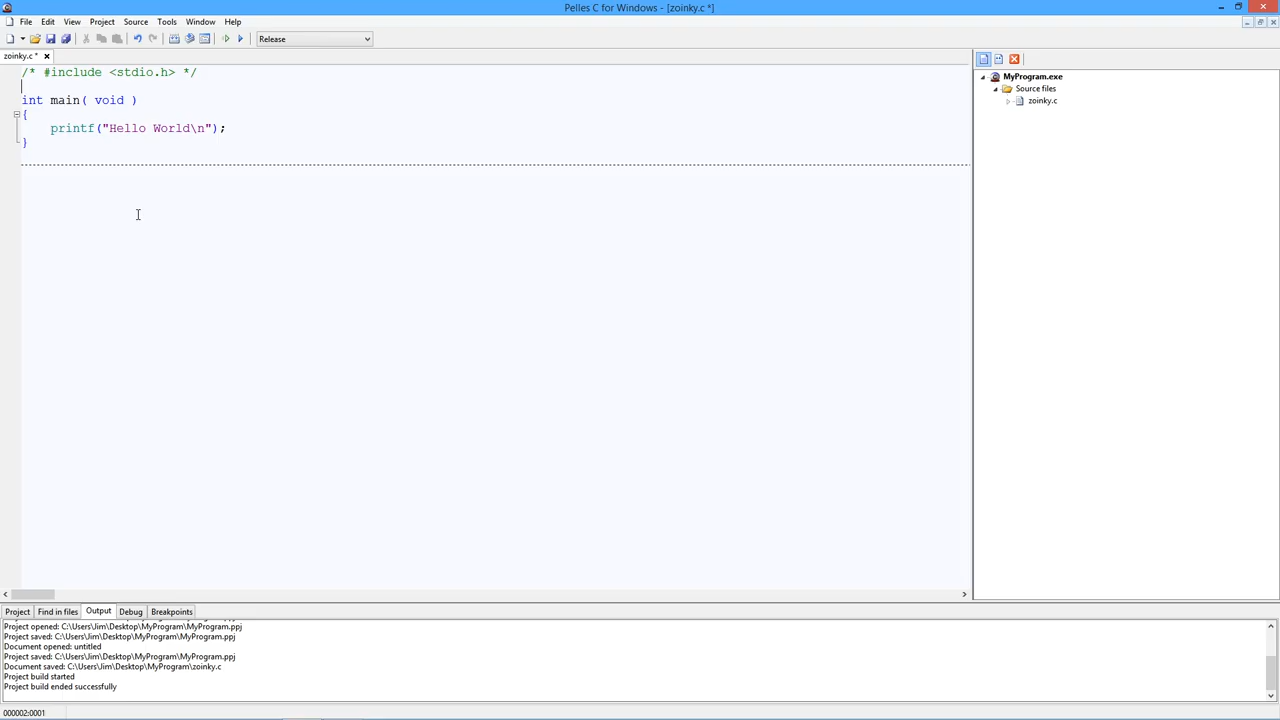 Pelles C for Windows - [zoinky.c *]
File Edit View Project Source Tools Window Help
Release
zoinky.c *
/* #include <stdio.h> */
int main( void )
{
printf("Hello World\n");
}
MyProgram.exe
Source files
zoinky.c
Project Find in files Output Debug Breakpoints
Project opened: C:\Users\Jim\Desktop\MyProgram\MyProgram.ppj
Project saved: C:\Users\Jim\Desktop\MyProgram\MyProgram.ppj
Document opened: untitled
Project saved: C:\Users\Jim\Desktop\MyProgram\MyProgram.ppj
Document saved: C:\Users\Jim\Desktop\MyProgram\zoinky.c
Project build started
Project build ended successfully
000002:0001